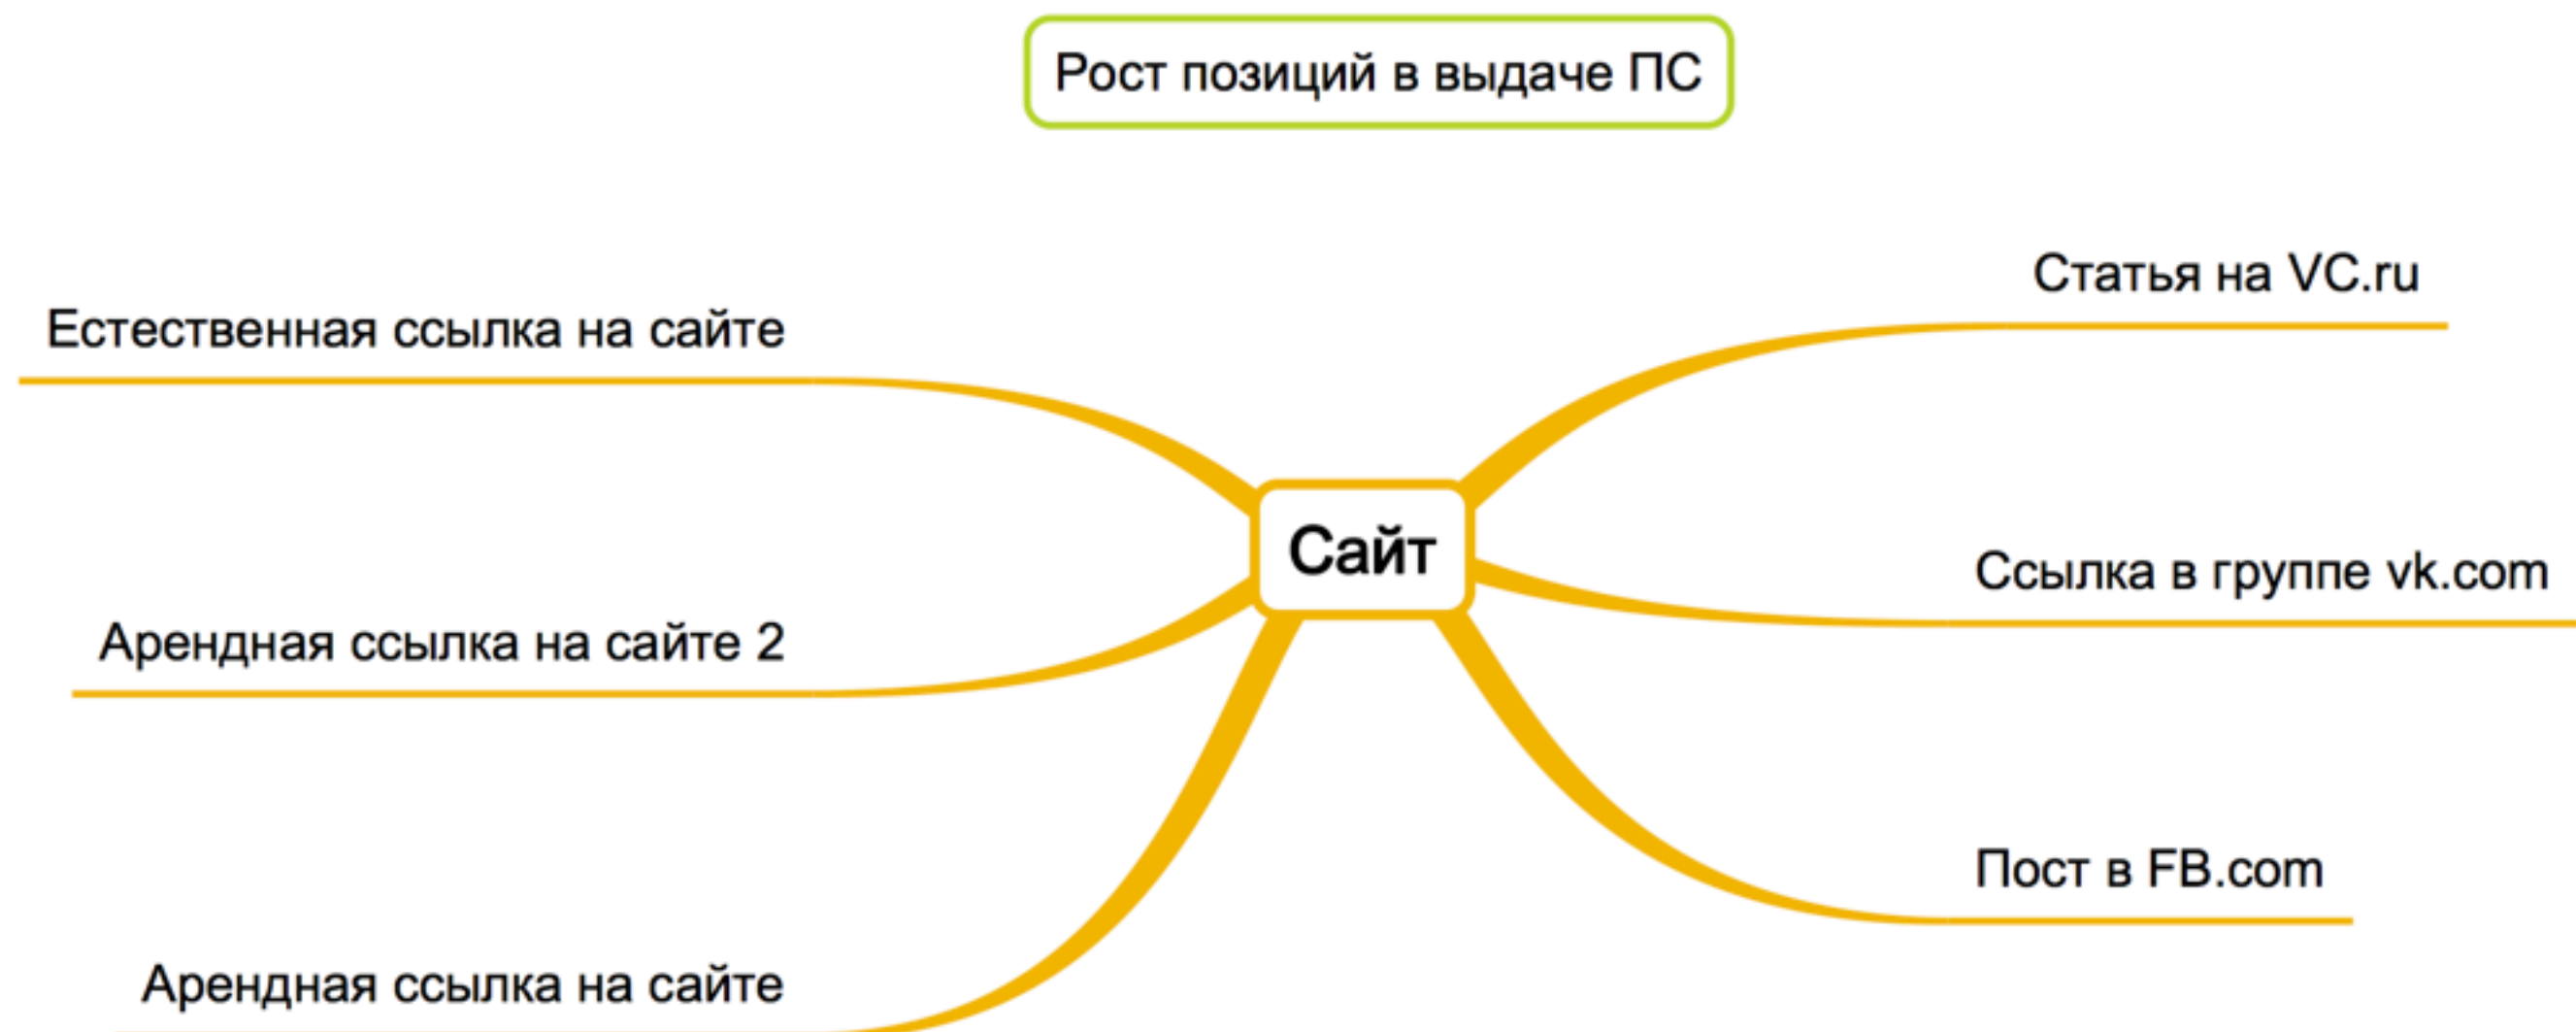 Рост позиций в выдаче ПС
Статья на VC.ru
Естественная ссылка на сайте
Сайт
Ссылка в группе vk.com
Арендная ссылка на сайте 2
Пост в FB.com
Арендная ссылка на сайте